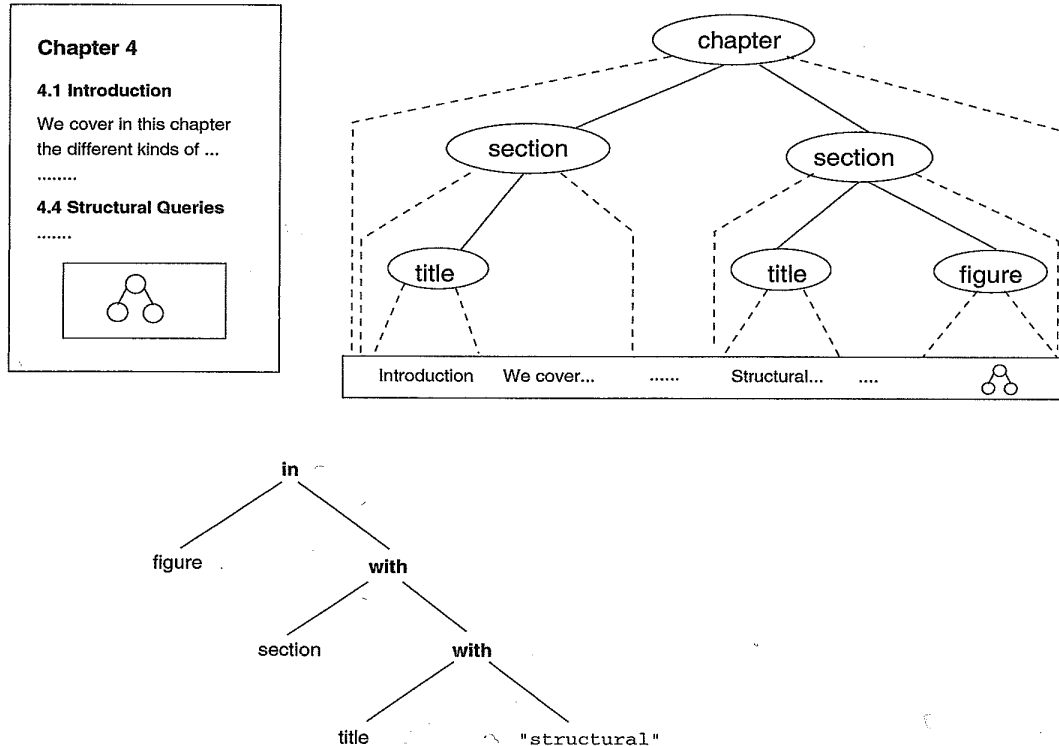 Chapter 4
4.1 Introduction
We cover in this chapter
the different kinds of ...
........
4.4 Structural Queries
.......
chapter
section
section
title
title
figure
Introduction We cover... ...... Structural... ....
in
figure
with
section
with
title
"structural"